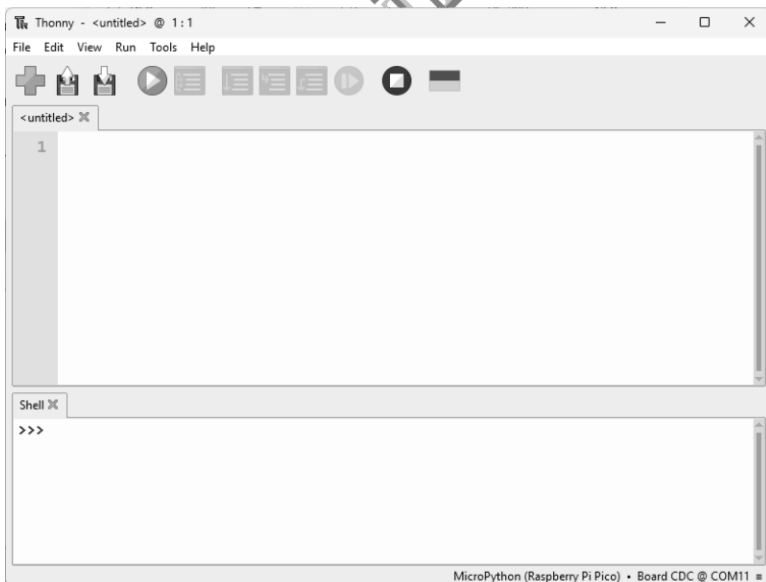 Thonny - <untitled> @ 1:1
File Edit View Run Tools Help
<untitled>
1
Shell
>>>
MicroPython (Raspberry Pi Pico) • Board CDC @ COM11 ≡